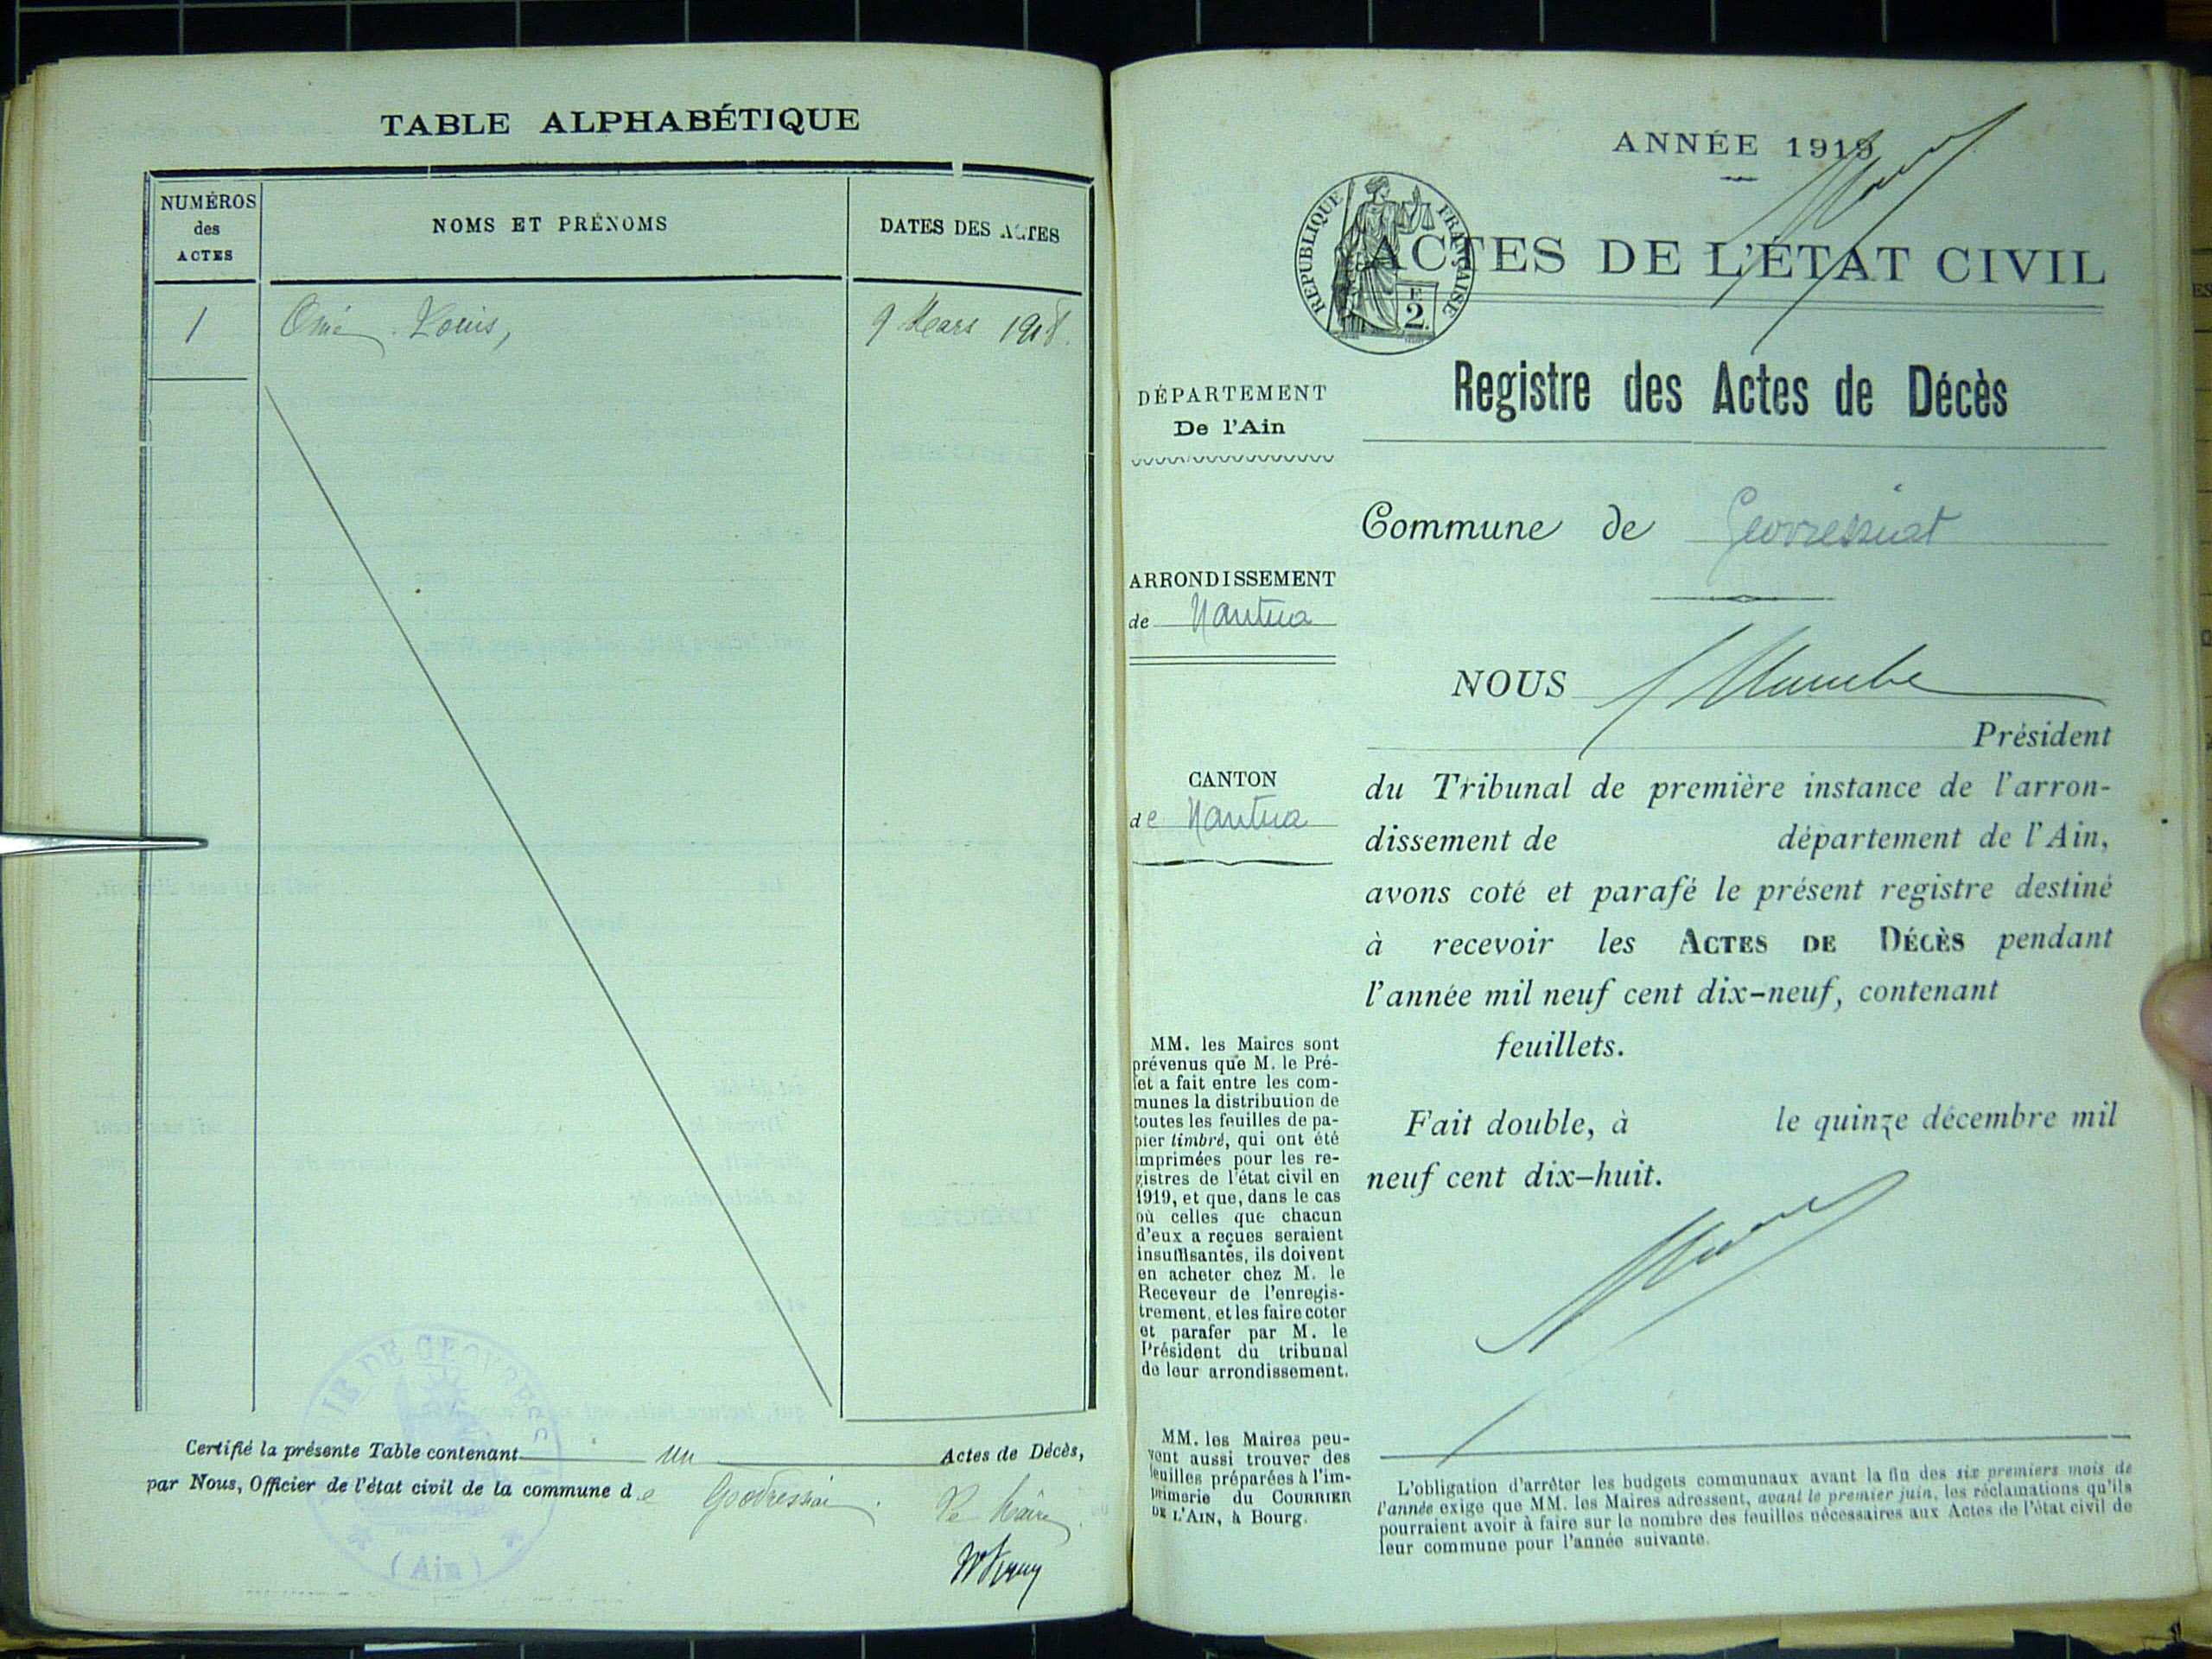 TABLE ALPHABÉTIQUE
NUMÉROS
des
ACTES
NOMS ET PRÉNOMS
DATES DES ACTES
1
Louis,
9 Mars 1918.
Certifié la présente Table contenant un Actes de Décès,
par Nous, Officier de l'état civil de la commune de
Le Maire
(Ain)
ANNÉE 1919
RÉPUBLIQUE FRANÇAISE
2
ACTES DE L'ÉTAT CIVIL
Registre des Actes de Décès
DÉPARTEMENT
De l'Ain
Commune de Geovressiat
ARRONDISSEMENT
de Nantua
NOUS
Président
CANTON
de Nantua
du Tribunal de première instance de l'arron-
dissement de département de l'Ain,
avons coté et parafé le présent registre destiné
à recevoir les ACTES DE DÉCÈS pendant
l'année mil neuf cent dix-neuf, contenant
feuillets.
Fait double, à le quinze décembre mil
neuf cent dix-huit.
MM. les Maires sont
prévenus que M. le Pré-
fet a fait entre les com-
munes la distribution de
toutes les feuilles de pa-
pier timbré, qui ont été
imprimées pour les re-
gistres de l'état civil en
1919, et que, dans le cas
où celles que chacun
d'eux a reçues seraient
insuffisantes, ils doivent
en acheter chez M. le
Receveur de l'enregis-
trement, et les faire coter
et parafer par M. le
Président du tribunal
de leur arrondissement.
MM. les Maires peu-
vent aussi trouver des
feuilles préparées à l'im-
primerie du COURRIER
DE L'AIN, à Bourg.
L'obligation d'arrêter les budgets communaux avant la fin des six premiers mois de
l'année exige que MM. les Maires adressent, avant le premier juin, les réclamations qu'ils
pourraient avoir à faire sur le nombre des feuilles nécessaires aux Actes de l'état civil de
leur commune pour l'année suivante.